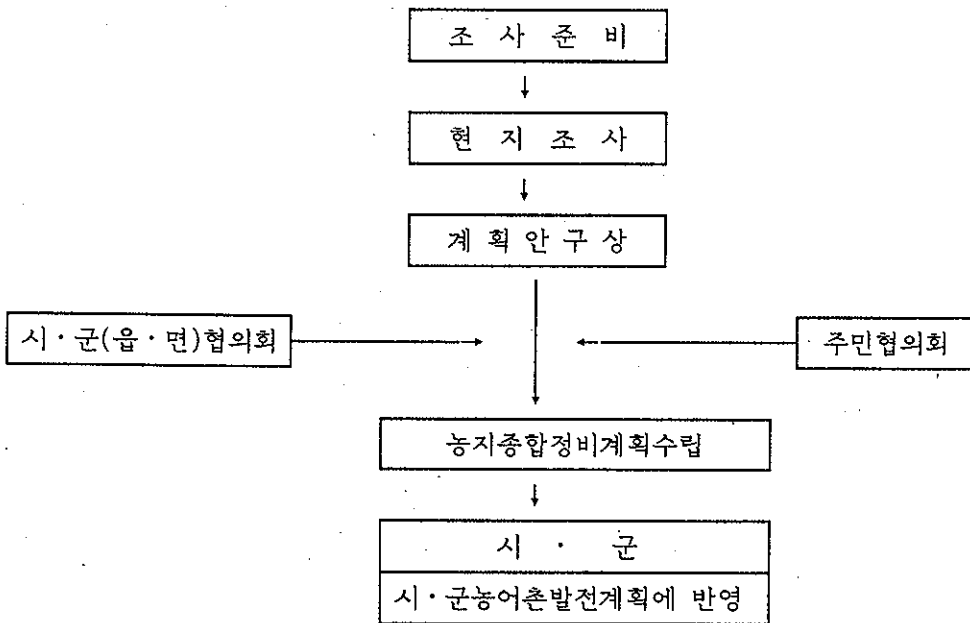 조 사 준 비
현 지 조 사
계 획 안 구 상
시・군(읍・면)협의회
주민협의회
농지종합정비계획수립
시 ・ 군
시・군농어촌발전계획에 반영